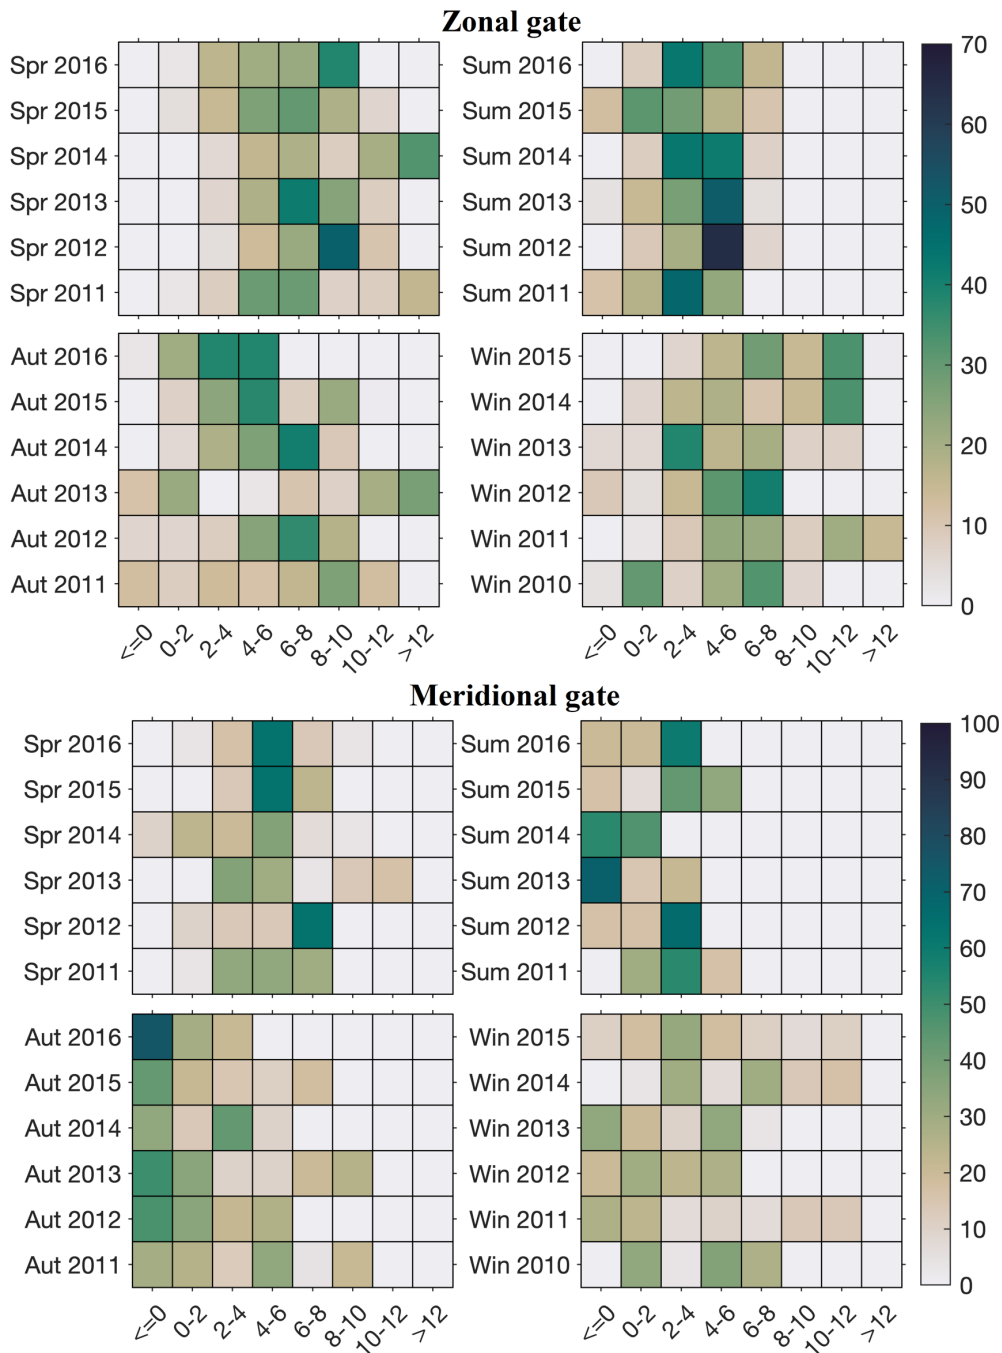 Zonal gate
Spr 2016
Spr 2015
Spr 2014
Spr 2013
Spr 2012
Spr 2011
Sum 2016
Sum 2015
Sum 2014
Sum 2013
Sum 2012
Sum 2011
70
60
50
40
30
20
10
0
Aut 2016
Aut 2015
Aut 2014
Aut 2013
Aut 2012
Aut 2011
Win 2015
Win 2014
Win 2013
Win 2012
Win 2011
Win 2010
<=0 0-2 2-4 4-6 6-8 8-10 10-12 >12
<=0 0-2 2-4 4-6 6-8 8-10 10-12 >12
Meridional gate
Spr 2016
Spr 2015
Spr 2014
Spr 2013
Spr 2012
Spr 2011
Sum 2016
Sum 2015
Sum 2014
Sum 2013
Sum 2012
Sum 2011
100
90
80
70
60
50
40
30
20
10
0
Aut 2016
Aut 2015
Aut 2014
Aut 2013
Aut 2012
Aut 2011
Win 2015
Win 2014
Win 2013
Win 2012
Win 2011
Win 2010
<=0 0-2 2-4 4-6 6-8 8-10 10-12 >12
<=0 0-2 2-4 4-6 6-8 8-10 10-12 >12